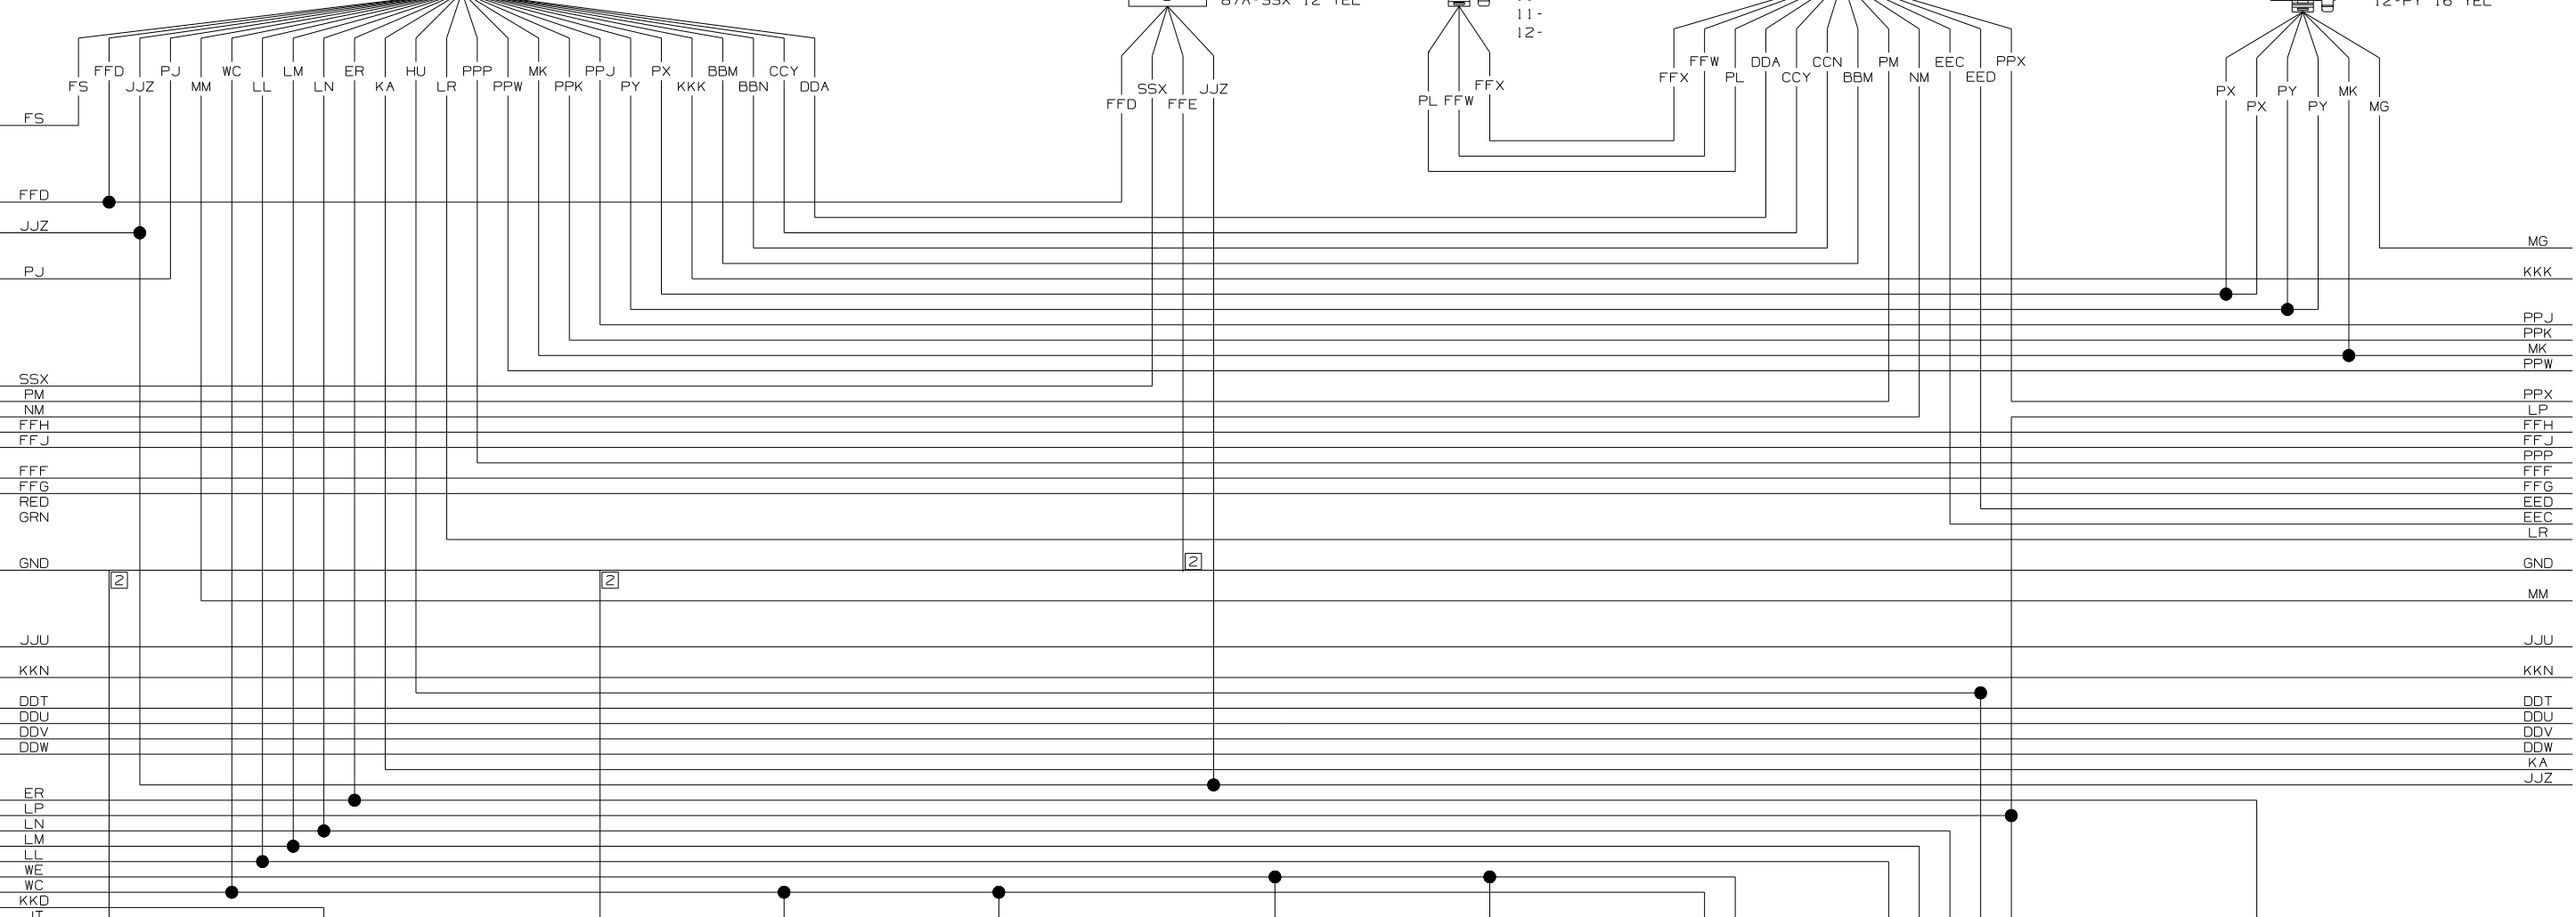 87A-SSX 12 YEL
11-
12-
12-PY 16 YEL
FS FFD JJZ PJ MM WC LL LM LN ER KA HU LR PPP PPW MK PPK PPJ PY PX KKK BBM BBN CCY DDA
FFD SSX FFE JJZ
PL FFW FFX
FFX FFW PL DDA CCY CCN BBM PM NM EEC EED PPX
PX PX PY PY MK MG
FS
FFD
JJZ
MG
PJ KKK
PPJ
PPK
MK
PPW
SSX
PM PPX
NM LP
FFH FFH
FFJ FFJ
PPP
FFF FFF
FFG FFG
RED EED
GRN EEC
LR
GND 2 2 2 GND
MM
JJU JJU
KKN KKN
DDT DDT
DDU DDU
DDV DDV
DDW DDW
KA
JJZ
ER
LP
LN
LM
LL
WE
WC
KKD